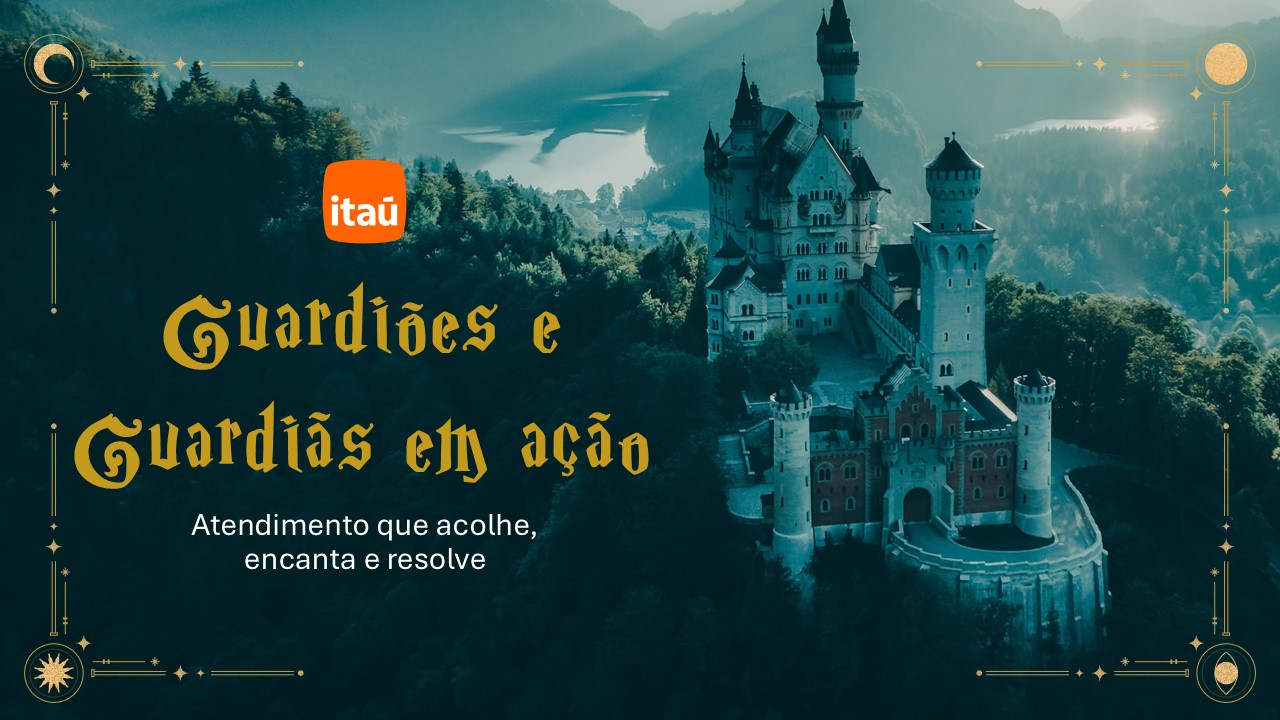 itaú
Guardiões e
Guardiãs em ação
Atendimento que acolhe,
encanta e resolve